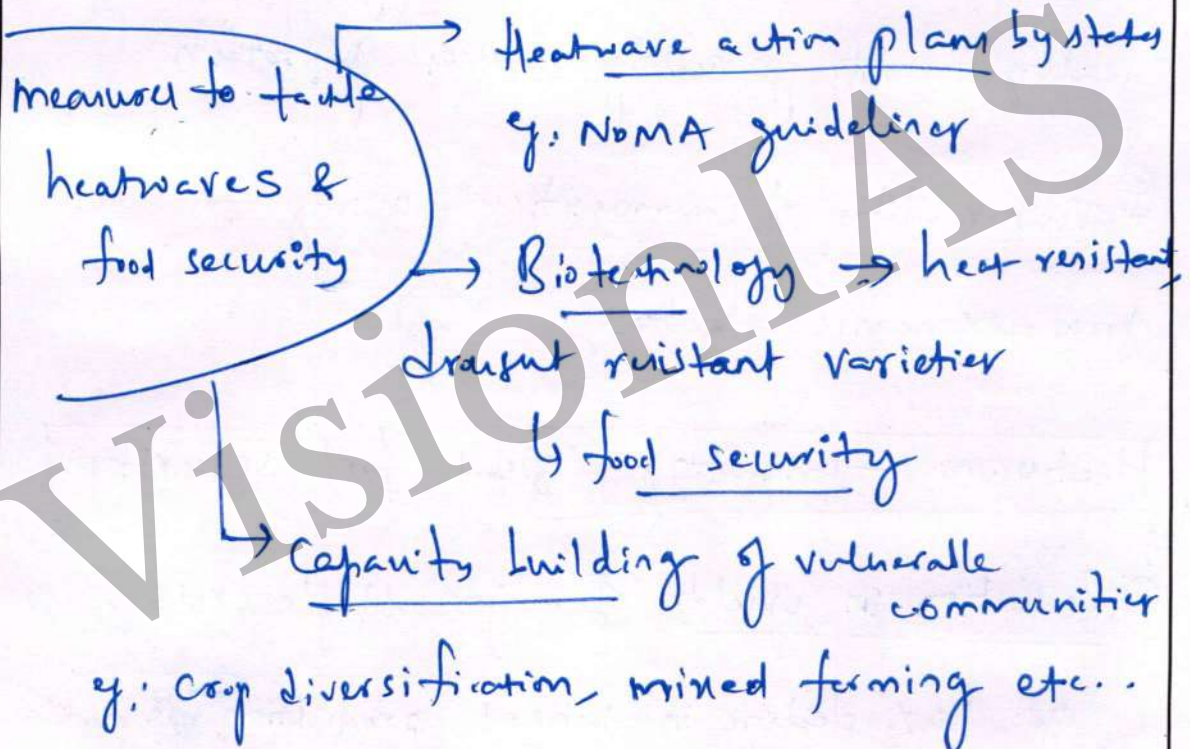 measures to tackle
heatwaves &
food security
→ Heatwave action plans by states
eg: NDMA guidelines
→ Biotechnology → heat resistant,
drought resistant varieties
↳ food security
→ Capacity building of vulnerable
communities
eg: crop diversification, mixed farming etc..
VisionIAS